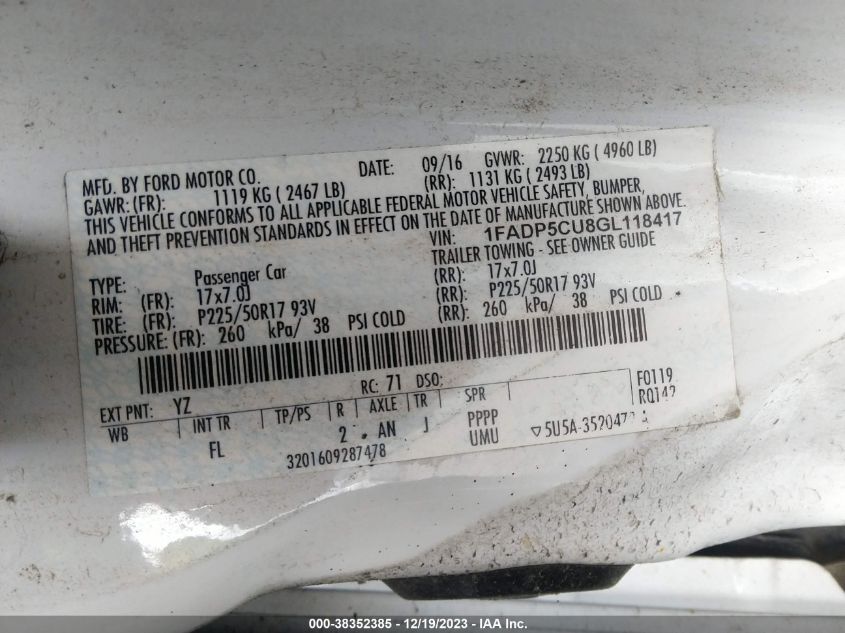 MFD. BY FORD MOTOR CO. DATE: 09/16 GVWR: 2250 KG ( 4960 LB)
GAWR: (FR): 1119 KG ( 2467 LB) (RR): 1131 KG ( 2493 LB)
THIS VEHICLE CONFORMS TO ALL APPLICABLE FEDERAL MOTOR VEHICLE SAFETY, BUMPER,
AND THEFT PREVENTION STANDARDS IN EFFECT ON THE DATE OF MANUFACTURE SHOWN ABOVE.
VIN: 1FADP5CU8GL118417
TYPE: Passenger Car TRAILER TOWING - SEE OWNER GUIDE
RIM: (FR): 17x7.0J (RR): 17x7.0J
TIRE: (FR): P225/50R17 93V (RR): P225/50R17 93V
PRESSURE: (FR): 260 kPa/ 38 PSI COLD (RR): 260 kPa/ 38 PSI COLD
RC: 71 DSO: F0119
EXT PNT: YZ RQ142
WB INT TR TP/PS R AXLE TR SPR
FL 2 AN J PPPP
UMU
3201609287478
000-38352385 - 12/19/2023 - IAA Inc.